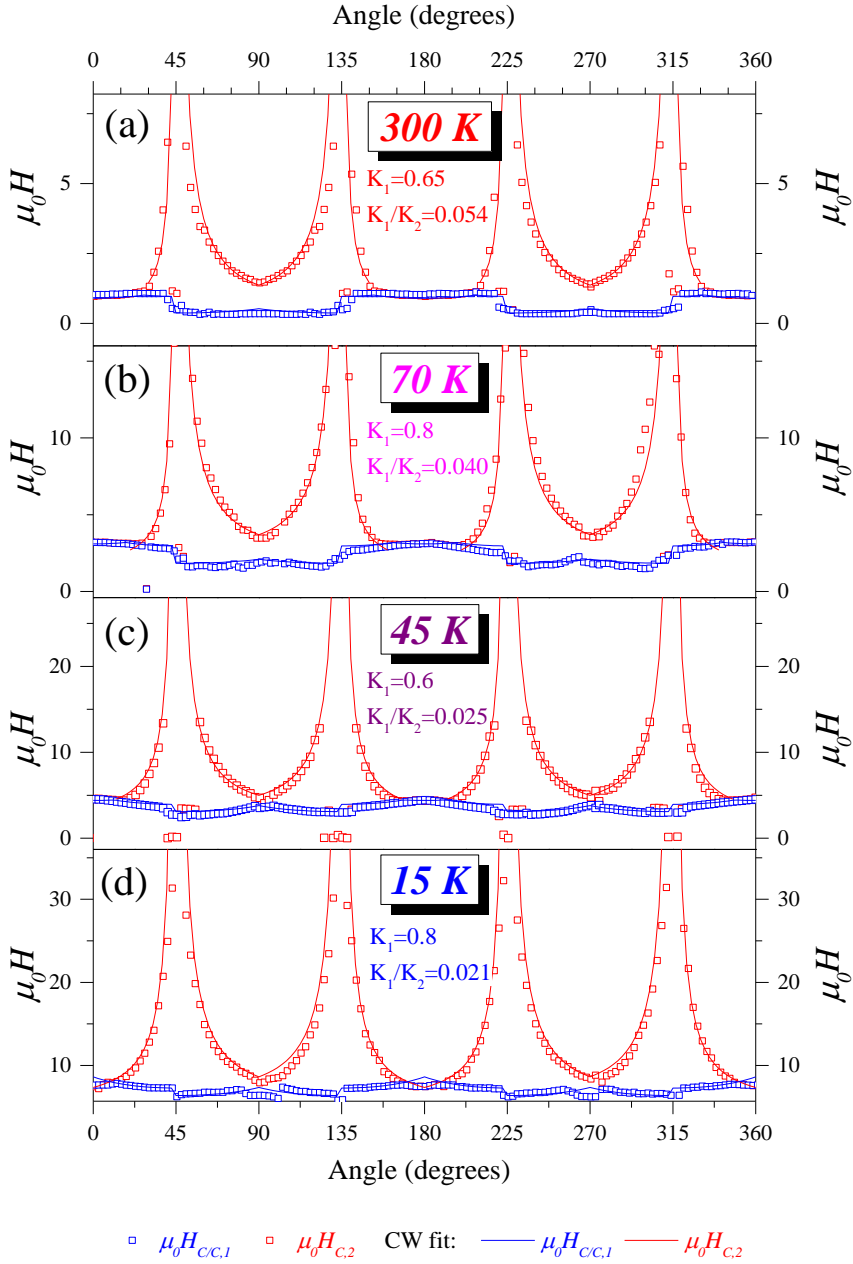 Angle (degrees)
0 45 90 135 180 225 270 315 360
(a) 300 K
K1=0.65
K1/K2=0.054
μ0H 5 0 5 0 μ0H
(b) 70 K
K1=0.8
K1/K2=0.040
μ0H 10 0 10 0 μ0H
(c) 45 K
K1=0.6
K1/K2=0.025
μ0H 20 10 0 20 10 0 μ0H
(d) 15 K
K1=0.8
K1/K2=0.021
μ0H 30 20 10 30 20 10 μ0H
0 45 90 135 180 225 270 315 360
Angle (degrees)
μ0HC/C,1 μ0HC,2 CW fit: μ0HC/C,1 μ0HC,2